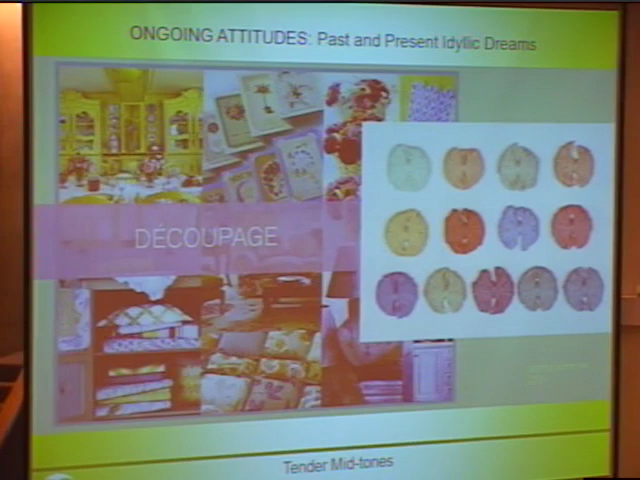 ONGOING ATTITUDES: Past and Present Idyllic Dreams
DÉCOUPAGE
Tender Mid-tones